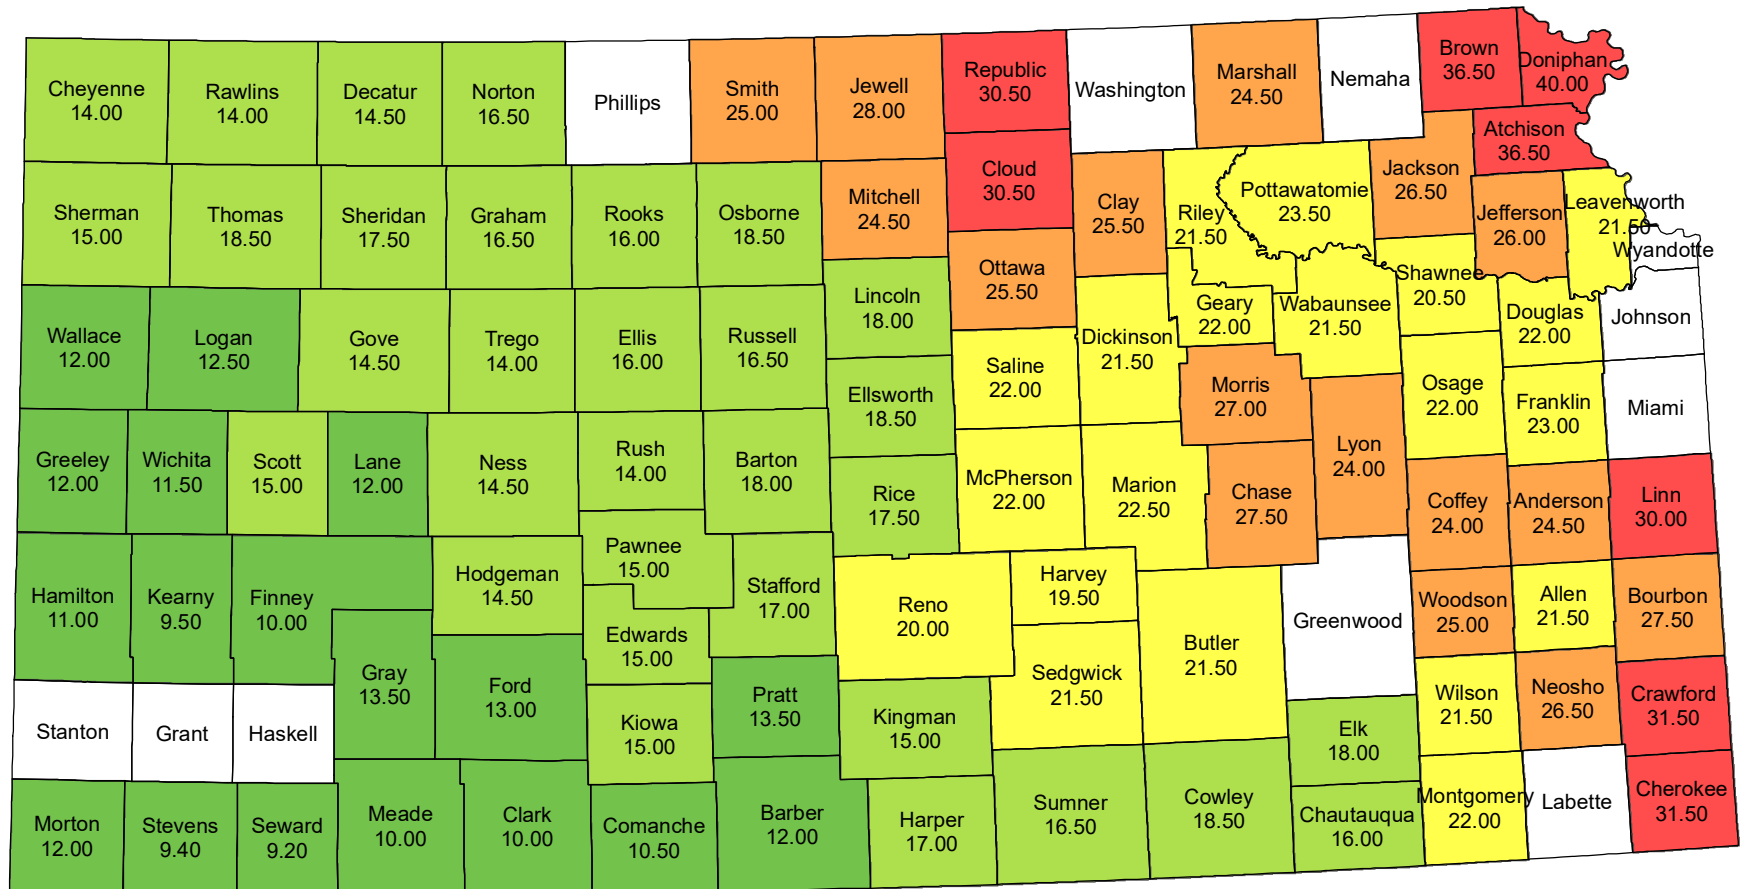 Cheyenne
14.00
Rawlins
14.00
Decatur
14.50
Norton
16.50
Phillips
Smith
25.00
Jewell
28.00
Republic
30.50
Washington
Marshall
24.50
Nemaha
Brown
36.50
Doniphan
40.00
Atchison
36.50
Sherman
15.00
Thomas
18.50
Sheridan
17.50
Graham
16.50
Rooks
16.00
Osborne
18.50
Mitchell
24.50
Cloud
30.50
Clay
25.50
Riley
21.50
Pottawatomie
23.50
Jackson
26.50
Jefferson
26.00
Leavenworth
21.50
Wyandotte
Wallace
12.00
Logan
12.50
Gove
14.50
Trego
14.00
Ellis
16.00
Russell
16.50
Lincoln
18.00
Ottawa
25.50
Dickinson
21.50
Geary
22.00
Wabaunsee
21.50
Shawnee
20.50
Douglas
22.00
Johnson
Ellsworth
18.50
Saline
22.00
Morris
27.00
Osage
22.00
Franklin
23.00
Miami
Greeley
12.00
Wichita
11.50
Scott
15.00
Lane
12.00
Ness
14.50
Rush
14.00
Barton
18.00
Rice
17.50
McPherson
22.00
Marion
22.50
Chase
27.50
Lyon
24.00
Coffey
24.00
Anderson
24.50
Linn
30.00
Hamilton
11.00
Kearny
9.50
Finney
10.00
Hodgeman
14.50
Pawnee
15.00
Stafford
17.00
Edwards
15.00
Reno
20.00
Harvey
19.50
Butler
21.50
Greenwood
Woodson
25.00
Allen
21.50
Bourbon
27.50
Stanton
Grant
Haskell
Gray
13.50
Ford
13.00
Kiowa
15.00
Pratt
13.50
Kingman
15.00
Sedgwick
21.50
Elk
18.00
Wilson
21.50
Neosho
26.50
Crawford
31.50
Morton
12.00
Stevens
9.40
Seward
9.20
Meade
10.00
Clark
10.00
Comanche
10.50
Barber
12.00
Harper
17.00
Sumner
16.50
Cowley
18.50
Chautauqua
16.00
Montgomery
22.00
Labette
Cherokee
31.50